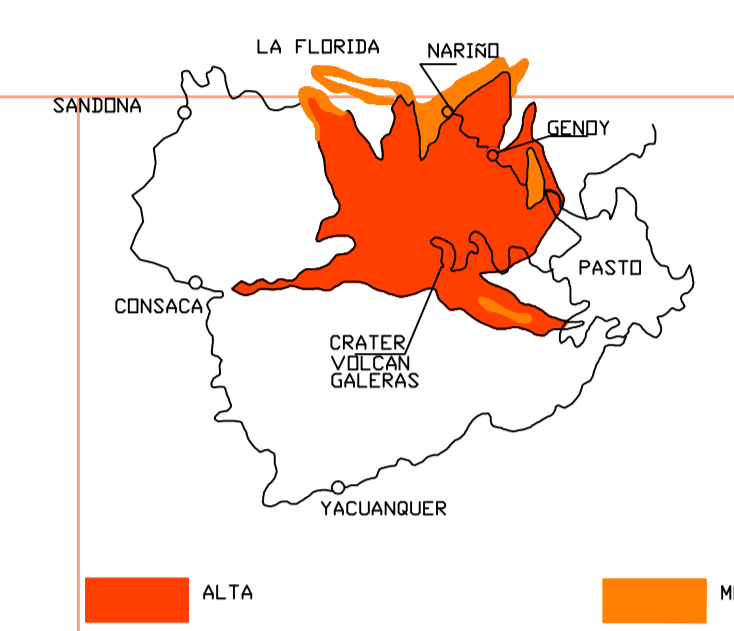 LA FLORIDA
NARIÑO
SANDONA
GENOY
PASTO
CONSACA
CRATER
VOLCAN
GALERAS
YACUANQUER
ALTA